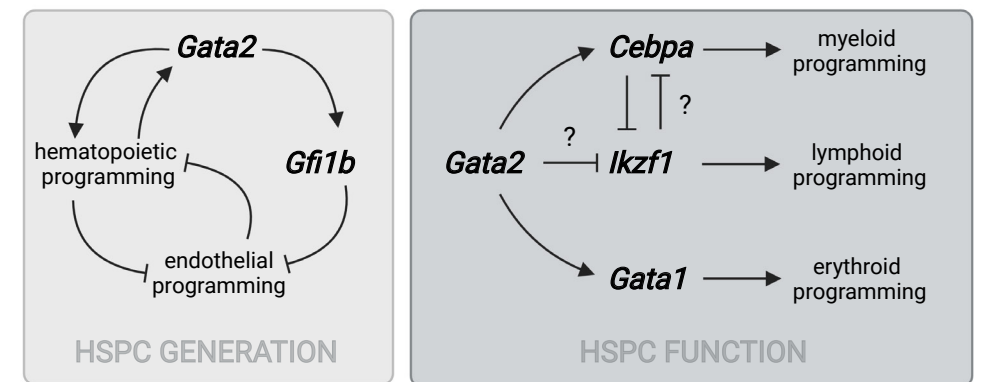 Gata2
hematopoietic
programming
Gfi1b
endothelial
programming
HSPC GENERATION
Cebpa
myeloid
programming
?
?
Gata2
Ikzf1
lymphoid
programming
Gata1
erythroid
programming
HSPC FUNCTION